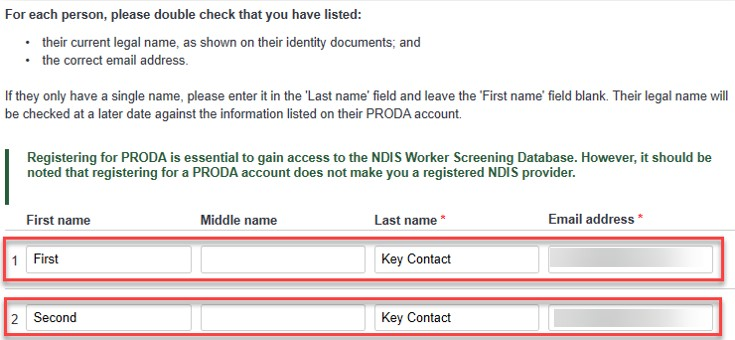 For each person, please double check that you have listed:
• their current legal name, as shown on their identity documents; and
• the correct email address.
If they only have a single name, please enter it in the 'Last name' field and leave the 'First name' field blank. Their legal name will
be checked at a later date against the information listed on their PRODA account.
Registering for PRODA is essential to gain access to the NDIS Worker Screening Database. However, it should be
noted that registering for a PRODA account does not make you a registered NDIS provider.
First name Middle name Last name * Email address *
1 First Key Contact
2 Second Key Contact